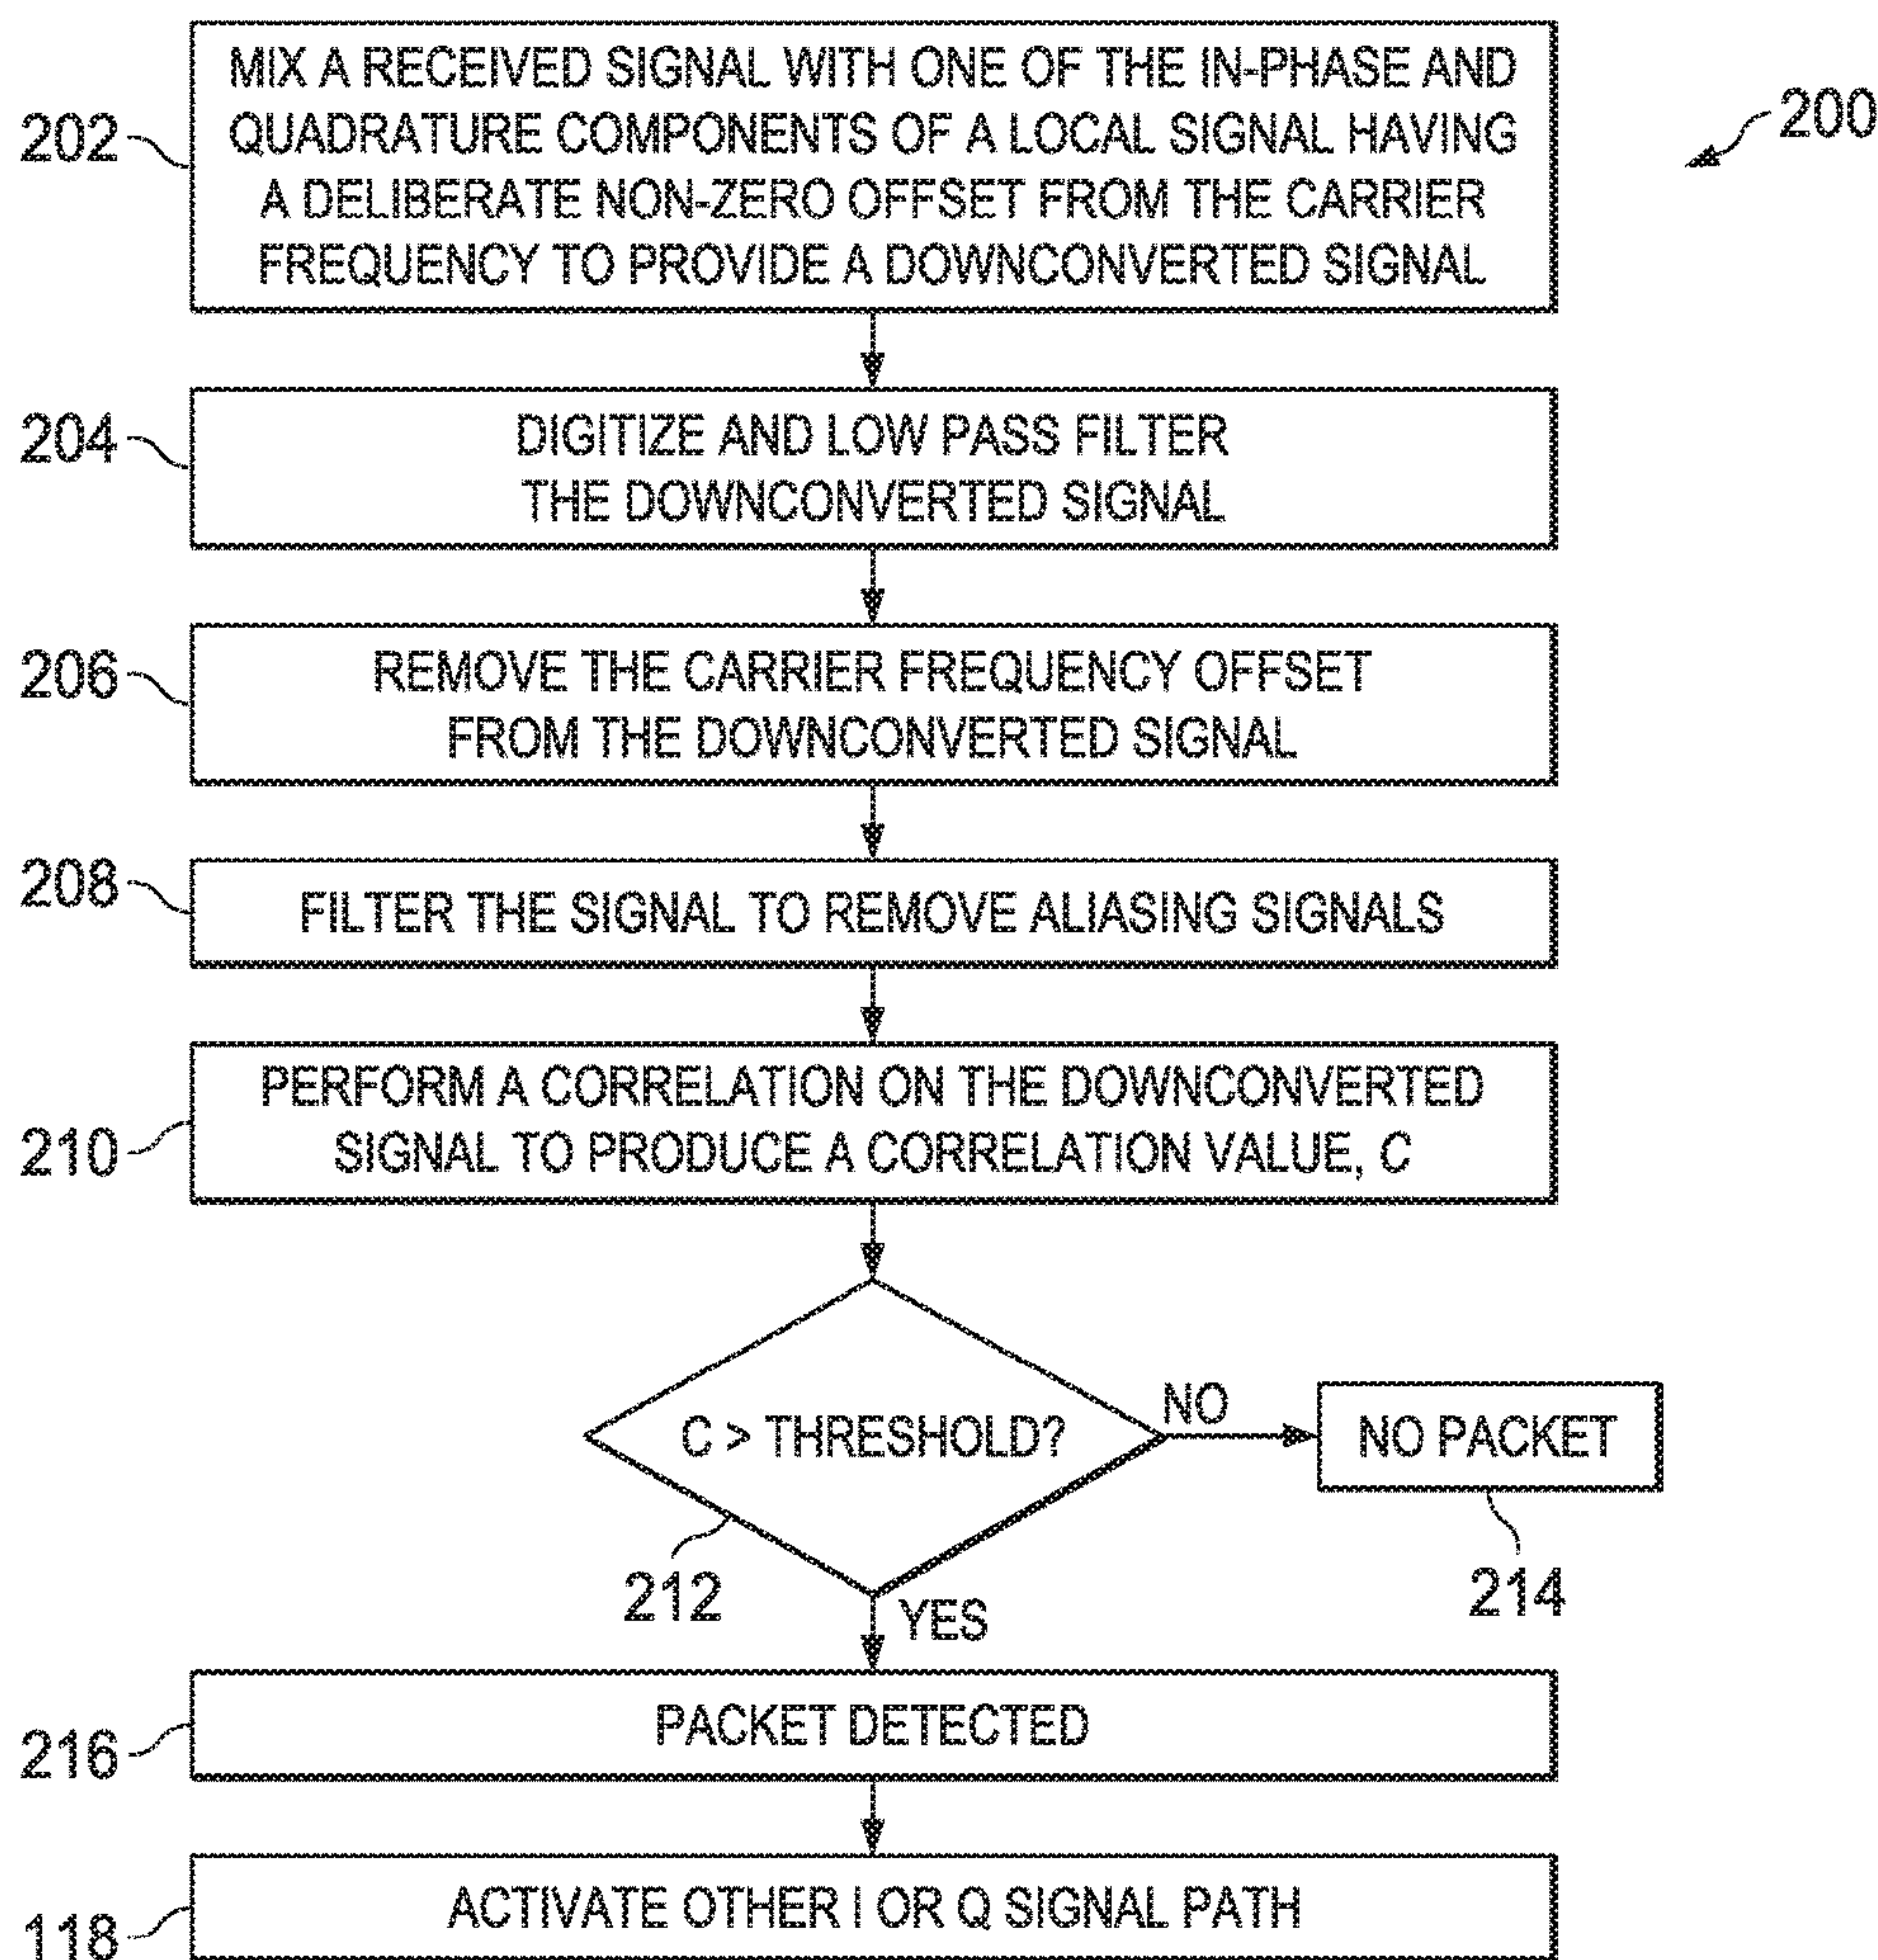 MIX A RECEIVED SIGNAL WITH ONE OF THE IN-PHASE AND
QUADRATURE COMPONENTS OF A LOCAL SIGNAL HAVING
A DELIBERATE NON-ZERO OFFSET FROM THE CARRIER
FREQUENCY TO PROVIDE A DOWNCONVERTED SIGNAL
202
200
DIGITIZE AND LOW PASS FILTER
THE DOWNCONVERTED SIGNAL
204
REMOVE THE CARRIER FREQUENCY OFFSET
FROM THE DOWNCONVERTED SIGNAL
206
FILTER THE SIGNAL TO REMOVE ALIASING SIGNALS
208
PERFORM A CORRELATION ON THE DOWNCONVERTED
SIGNAL TO PRODUCE A CORRELATION VALUE, C
210
C > THRESHOLD?
NO
NO PACKET
212
214
YES
PACKET DETECTED
216
ACTIVATE OTHER I OR Q SIGNAL PATH
118